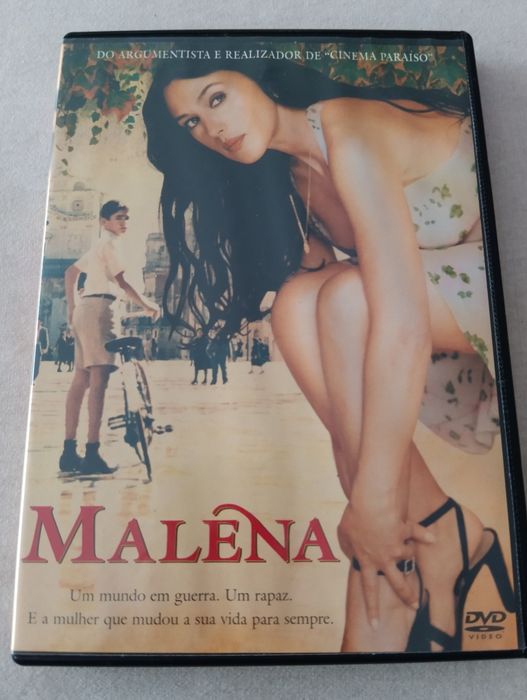 DO ARGUMENTISTA E REALIZADOR DE "CINEMA PARAISO"
MALÈNA
Um mundo em guerra. Um rapaz.
E a mulher que mudou a sua vida para sempre.
DVD
VIDEO